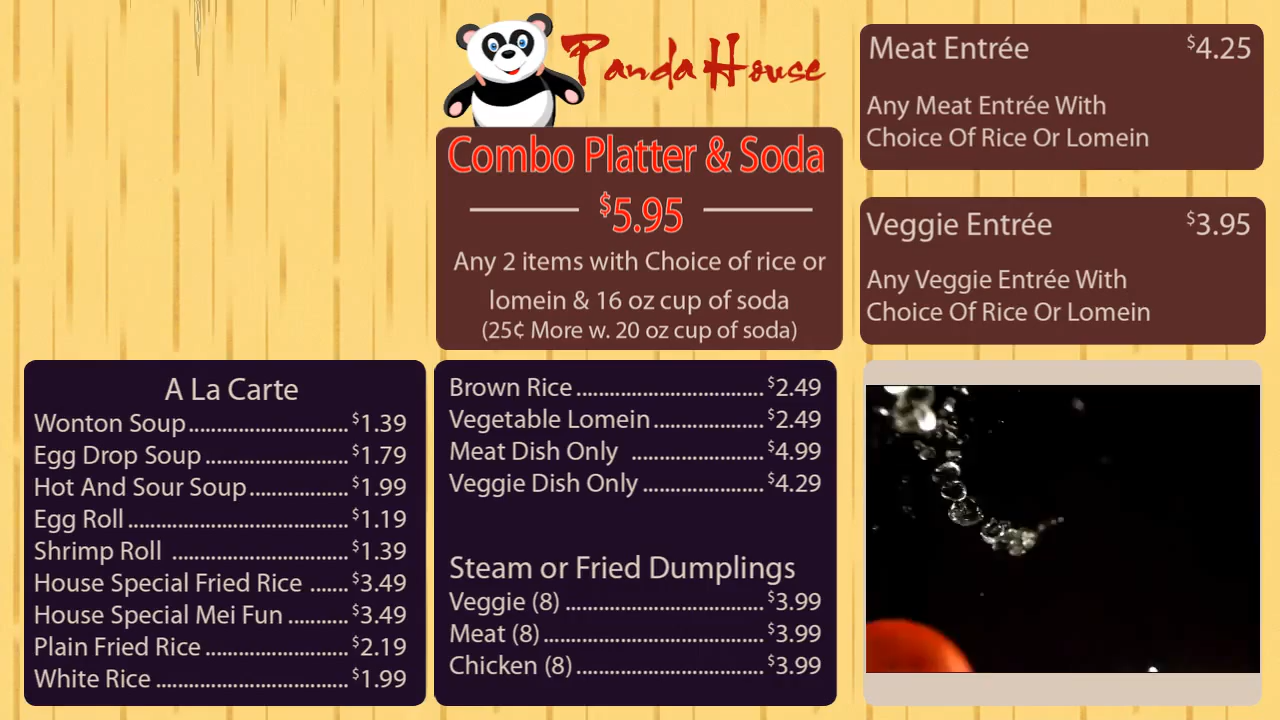 Panda House
Combo Platter & Soda
$5.95
Any 2 items with Choice of rice or
lomein & 16 oz cup of soda
(25¢ More w. 20 oz cup of soda)
Meat Entrée $4.25
Any Meat Entrée With
Choice Of Rice Or Lomein
Veggie Entrée $3.95
Any Veggie Entrée With
Choice Of Rice Or Lomein
A La Carte
Wonton Soup ............................ $1.39
Egg Drop Soup ......................... $1.79
Hot And Sour Soup ................. $1.99
Egg Roll ...................................... $1.19
Shrimp Roll ............................... $1.39
House Special Fried Rice ....... $3.49
House Special Mei Fun .......... $3.49
Plain Fried Rice ......................... $2.19
White Rice ................................. $1.99
Brown Rice ................................ $2.49
Vegetable Lomein ................... $2.49
Meat Dish Only ....................... $4.99
Veggie Dish Only ..................... $4.29
Steam or Fried Dumplings
Veggie (8) .................................. $3.99
Meat (8) ...................................... $3.99
Chicken (8) ................................ $3.99